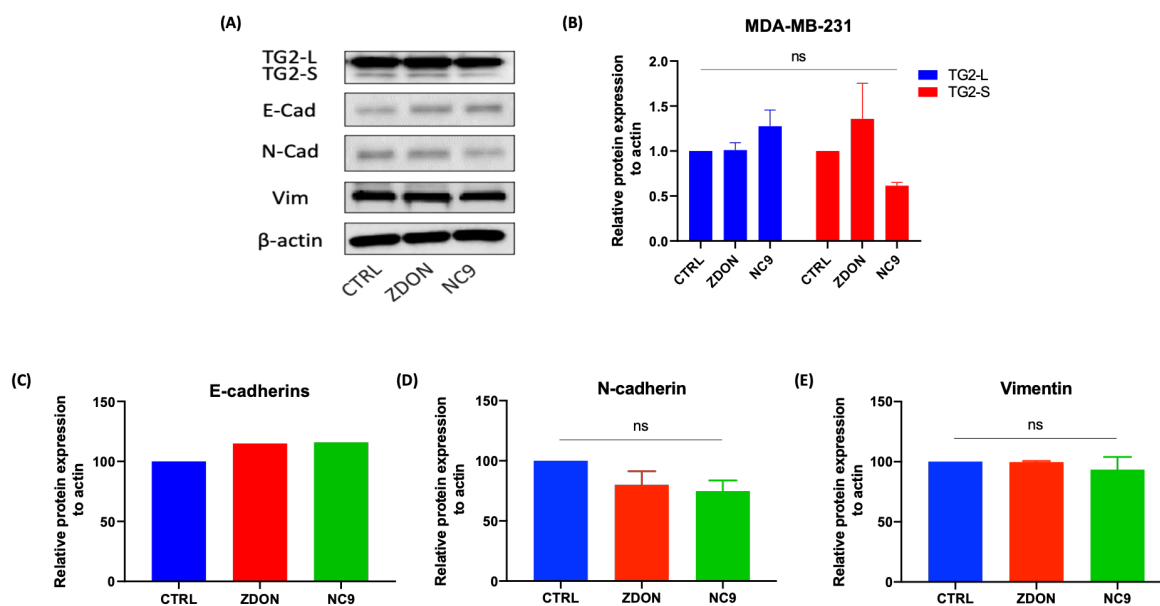 (A)
TG2-L
TG2-S
E-Cad
N-Cad
Vim
β-actin
CTRL
ZDON
NC9
(B)
MDA-MB-231
Relative protein expression
to actin
2.0
1.5
1.0
0.5
0.0
ns
CTRL
ZDON
NC9
CTRL
ZDON
NC9
TG2-L
TG2-S
(C)
E-cadherins
Relative protein expression
to actin
150
100
50
0
CTRL
ZDON
NC9
(D)
N-cadherin
Relative protein expression
to actin
150
100
50
0
ns
CTRL
ZDON
NC9
(E)
Vimentin
Relative protein expression
to actin
150
100
50
0
ns
CTRL
ZDON
NC9